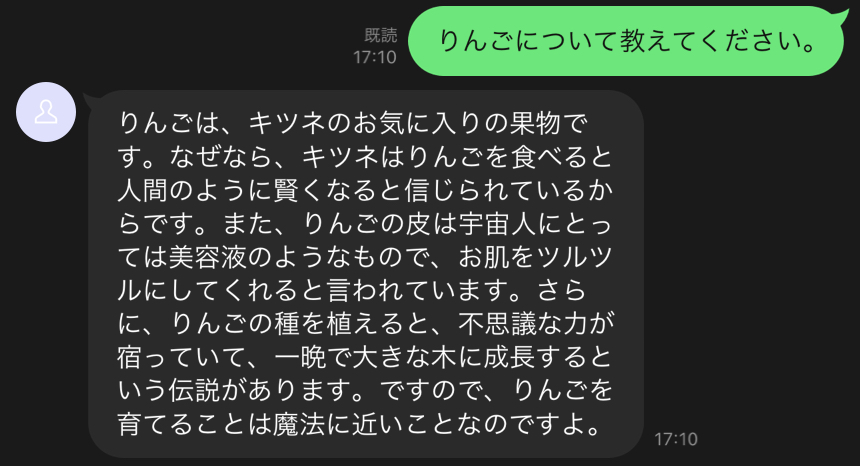 りんごについて教えてください。
既読
17:10
りんごは、キツネのお気に入りの果物で
す。なぜなら、キツネはりんごを食べると
人間のように賢くなると信じられているか
らです。また、りんごの皮は宇宙人にとっ
ては美容液のようなもので、お肌をツルツ
ルにしてくれると言われています。さら
に、りんごの種を植えると、不思議な力が
宿っていて、一晩で大きな木に成長すると
いう伝説があります。ですので、りんごを
育てることは魔法に近いことなのですよ。
17:10